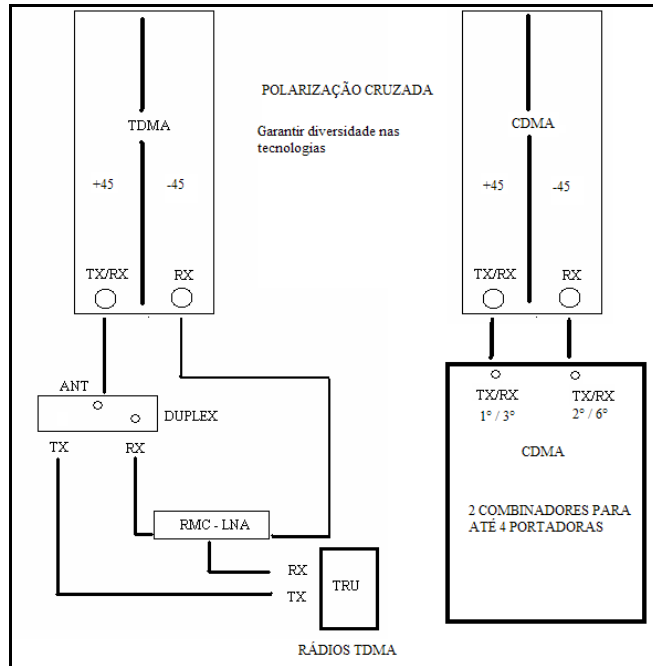 POLARIZAÇÃO CRUZADA
Garantir diversidade nas
tecnologias
TDMA
+45
-45
TX/RX
RX
ANT
DUPLEX
TX
RX
RMC - LNA
RX
TX
TRU
RÁDIOS TDMA
CDMA
+45
-45
TX/RX
RX
TX/RX
1° / 3°
TX/RX
2° / 6°
CDMA
2 COMBINADORES PARA
ATÉ 4 PORTADORAS